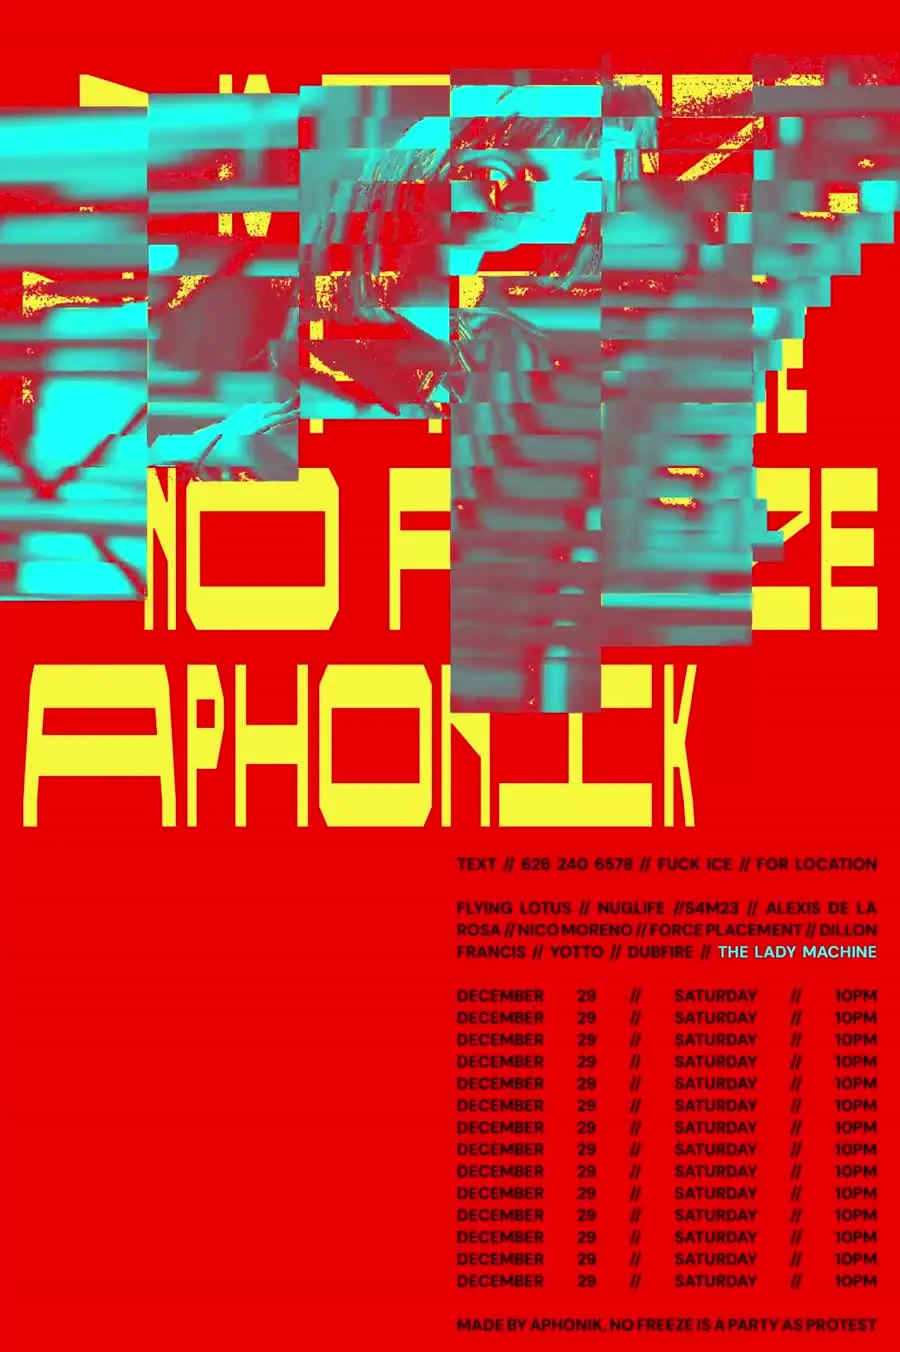 NO F ZE
APHONIK
TEXT // 626 240 6578 // FUCK ICE // FOR LOCATION
FLYING LOTUS // NUGLIFE //S4M23 // ALEXIS DE LA
ROSA // NICO MORENO // FORCE PLACEMENT // DILLON
FRANCIS // YOTTO // DUBFIRE // THE LADY MACHINE
DECEMBER 29 // SATURDAY // 10PM
DECEMBER 29 // SATURDAY // 10PM
DECEMBER 29 // SATURDAY // 10PM
DECEMBER 29 // SATURDAY // 10PM
DECEMBER 29 // SATURDAY // 10PM
DECEMBER 29 // SATURDAY // 10PM
DECEMBER 29 // SATURDAY // 10PM
DECEMBER 29 // SATURDAY // 10PM
DECEMBER 29 // SATURDAY // 10PM
DECEMBER 29 // SATURDAY // 10PM
DECEMBER 29 // SATURDAY // 10PM
DECEMBER 29 // SATURDAY // 10PM
DECEMBER 29 // SATURDAY // 10PM
DECEMBER 29 // SATURDAY // 10PM
MADE BY APHONIK, NO FREEZE IS A PARTY AS PROTEST